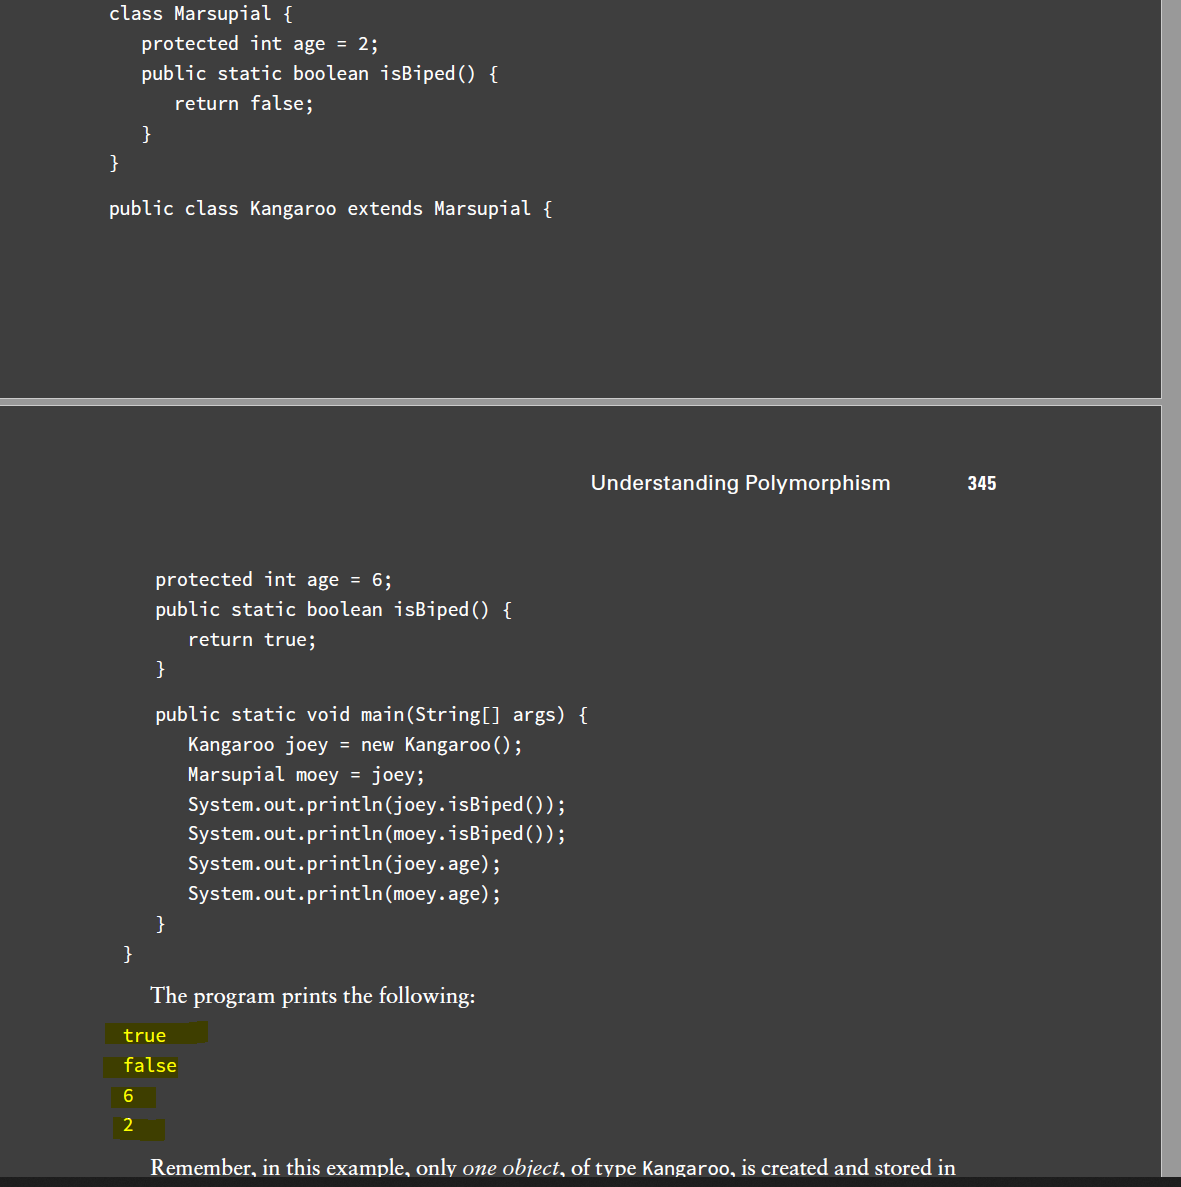 class Marsupial {
protected int age = 2;
public static boolean isBiped() {
return false;
}
}
public class Kangaroo extends Marsupial {
Understanding Polymorphism 345
protected int age = 6;
public static boolean isBiped() {
return true;
}
public static void main(String[] args) {
Kangaroo joey = new Kangaroo();
Marsupial moey = joey;
System.out.println(joey.isBiped());
System.out.println(moey.isBiped());
System.out.println(joey.age);
System.out.println(moey.age);
}
}
The program prints the following:
true
false
6
2
Remember, in this example, only one object, of type Kangaroo, is created and stored in